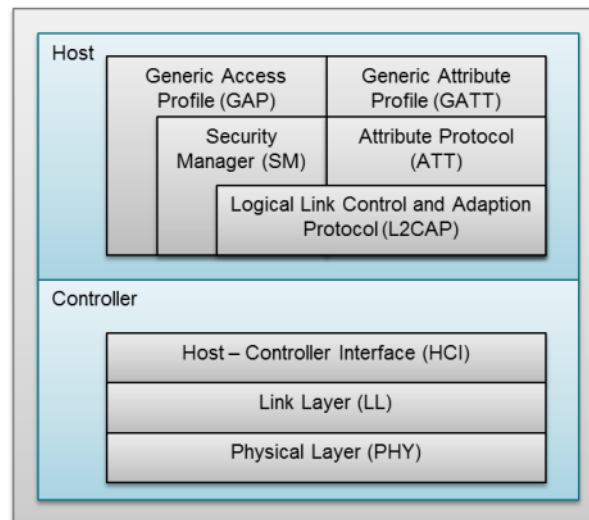 Host
Generic Access
Profile (GAP)
Generic Attribute
Profile (GATT)
Security
Manager (SM)
Attribute Protocol
(ATT)
Logical Link Control and Adaption
Protocol (L2CAP)
Controller
Host – Controller Interface (HCI)
Link Layer (LL)
Physical Layer (PHY)